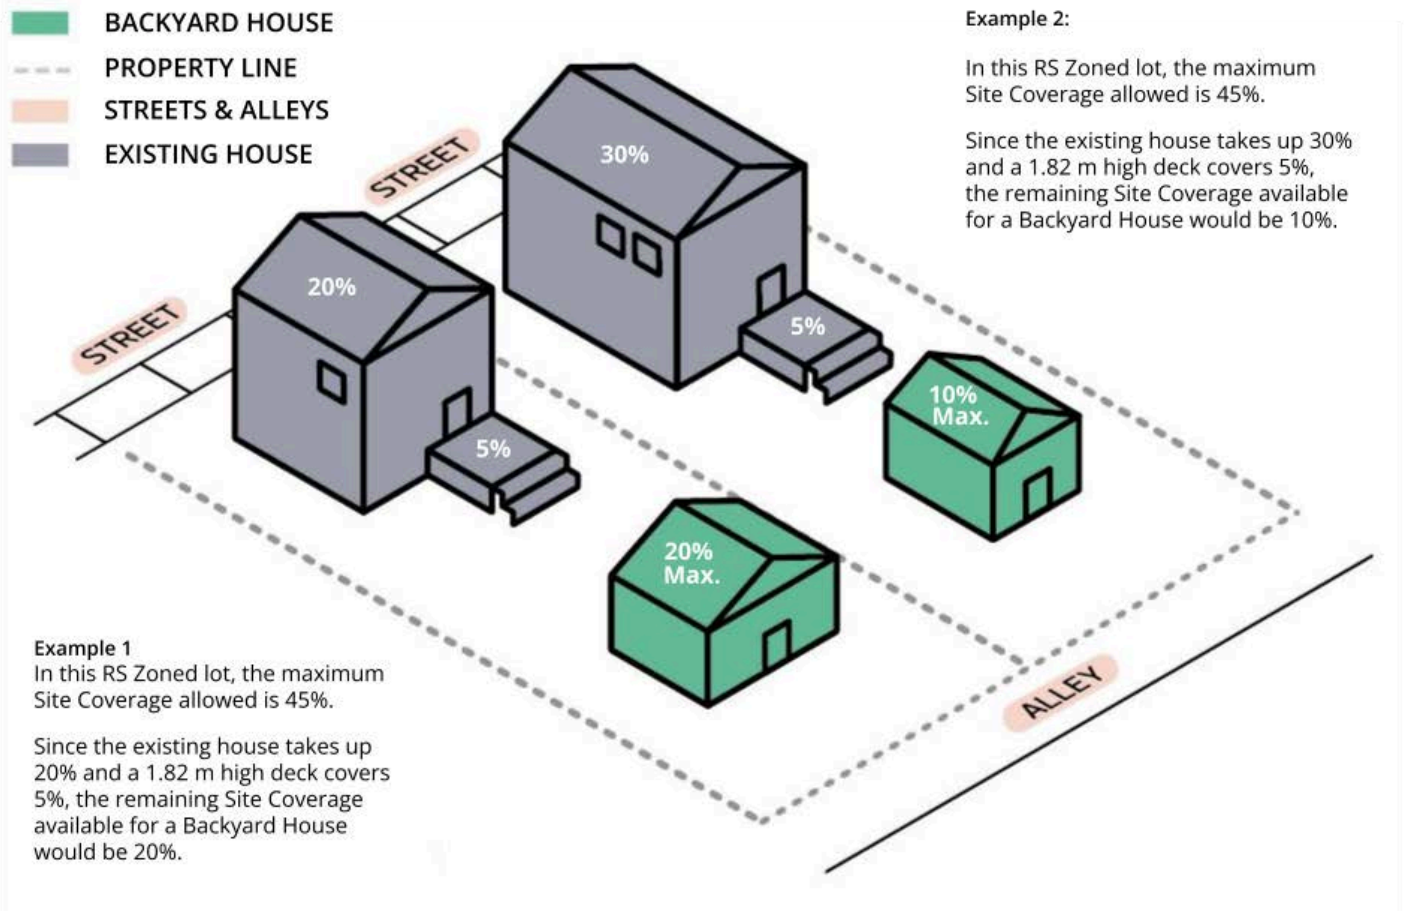 BACKYARD HOUSE
PROPERTY LINE
STREETS & ALLEYS
EXISTING HOUSE
Example 2:
In this RS Zoned lot, the maximum
Site Coverage allowed is 45%.
Since the existing house takes up 30%
and a 1.82 m high deck covers 5%,
the remaining Site Coverage available
for a Backyard House would be 10%.
STREET
30%
5%
10%
Max.
STREET
20%
5%
20%
Max.
ALLEY
Example 1
In this RS Zoned lot, the maximum
Site Coverage allowed is 45%.
Since the existing house takes up
20% and a 1.82 m high deck covers
5%, the remaining Site Coverage
available for a Backyard House
would be 20%.